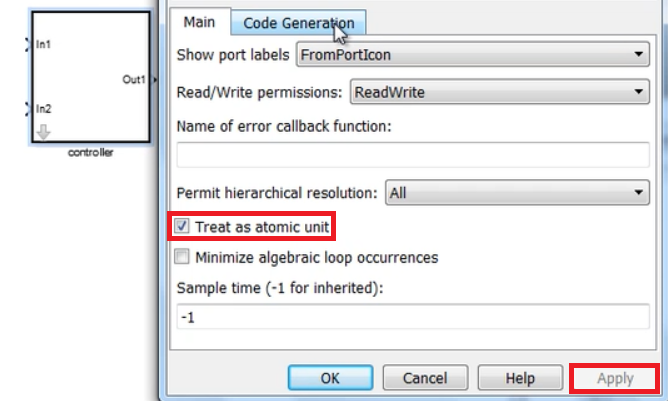 In1
Out1
In2
controller
Main
Code Generation
Show port labels FromPortIcon
Read/Write permissions: ReadWrite
Name of error callback function:
Permit hierarchical resolution: All
Treat as atomic unit
Minimize algebraic loop occurrences
Sample time (-1 for inherited):
-1
OK
Cancel
Help
Apply